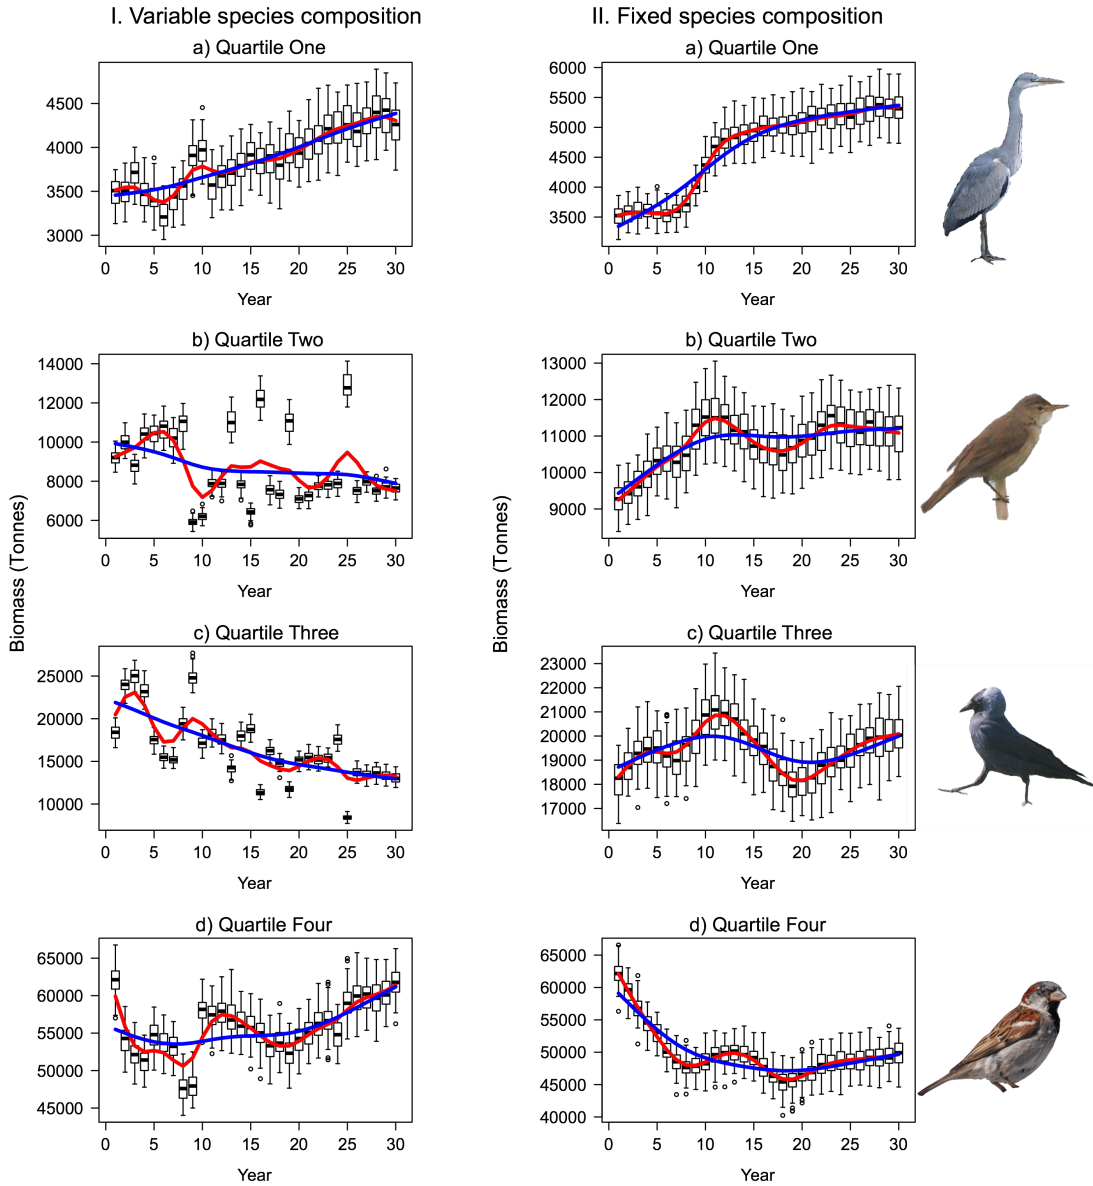 I. Variable species composition
II. Fixed species composition
a) Quartile One
4500
4000
3500
3000
0 5 10 15 20 25 30
Year
a) Quartile One
6000
5500
5000
4500
4000
3500
0 5 10 15 20 25 30
Year
b) Quartile Two
14000
12000
10000
8000
6000
0 5 10 15 20 25 30
Year
b) Quartile Two
13000
12000
11000
10000
9000
0 5 10 15 20 25 30
Year
Biomass (Tonnes)
Biomass (Tonnes)
c) Quartile Three
25000
20000
15000
10000
0 5 10 15 20 25 30
Year
c) Quartile Three
23000
22000
21000
20000
19000
18000
17000
0 5 10 15 20 25 30
Year
d) Quartile Four
65000
60000
55000
50000
45000
0 5 10 15 20 25 30
Year
d) Quartile Four
65000
60000
55000
50000
45000
40000
0 5 10 15 20 25 30
Year